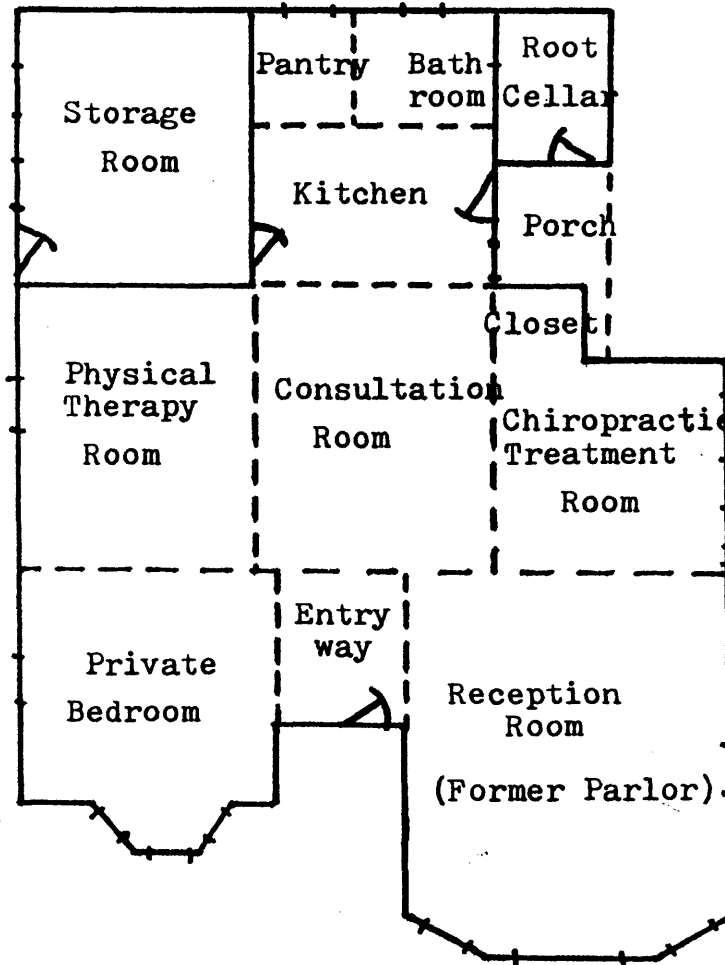 Pantry
Bath
room
Root
Cellar
Storage
Room
Kitchen
Porch
Closet
Physical
Therapy
Room
Consultation
Room
Chiropractic
Treatment
Room
Entry
way
Private
Bedroom
Reception
Room
(Former Parlor)